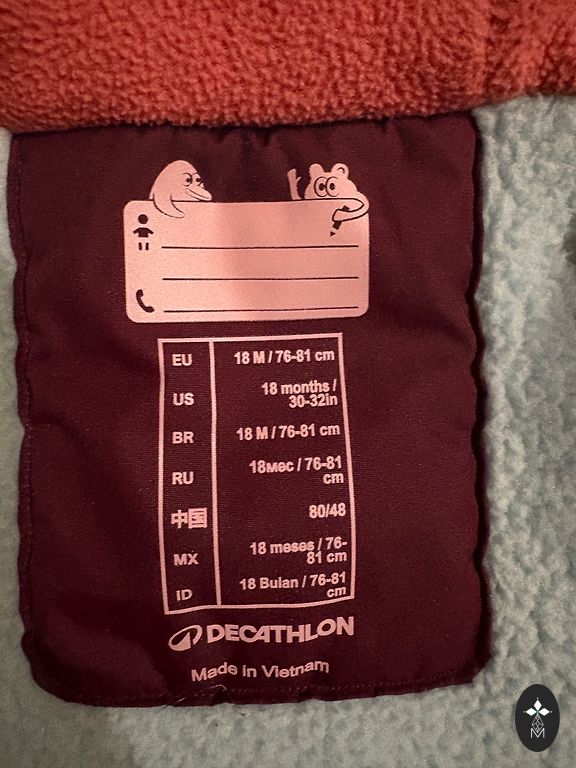 EU 18 M / 76-81 cm
US 18 months /
30-32in
BR 18 M / 76-81 cm
RU 18мес / 76-81
cm
中国 80/48
MX 18 meses / 76-
81 cm
ID 18 Bulan / 76-81
cm
DECATHLON
Made in Vietnam
M